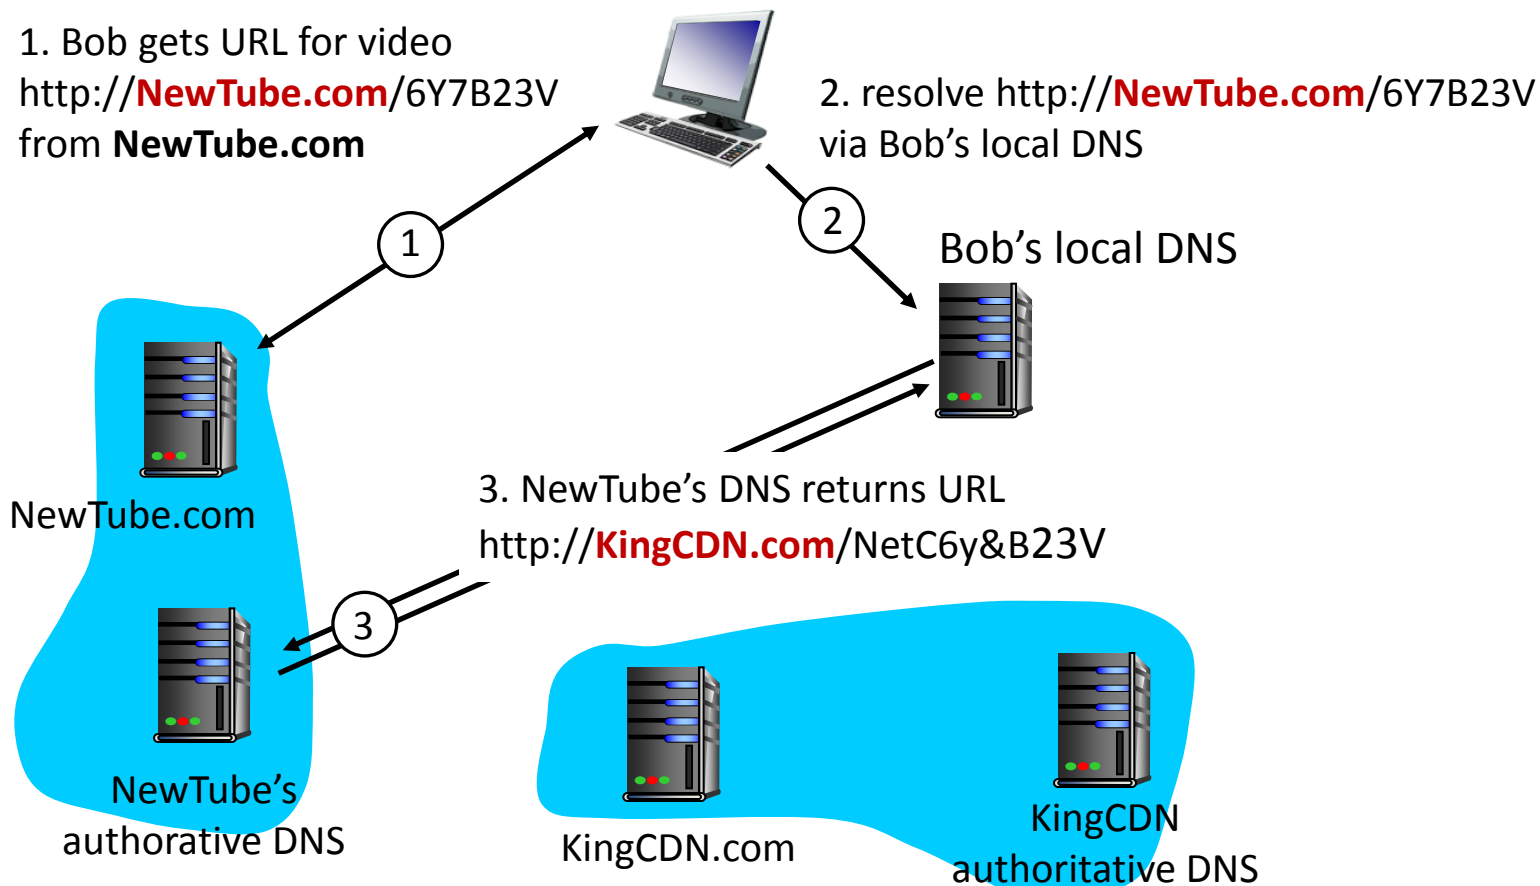 1. Bob gets URL for video
http://NewTube.com/6Y7B23V
from NewTube.com
2. resolve http://NewTube.com/6Y7B23V
via Bob’s local DNS
1
2
Bob’s local DNS
NewTube.com
3. NewTube’s DNS returns URL
http://KingCDN.com/NetC6y&B23V
3
NewTube’s
authorative DNS
KingCDN.com
KingCDN
authoritative DNS